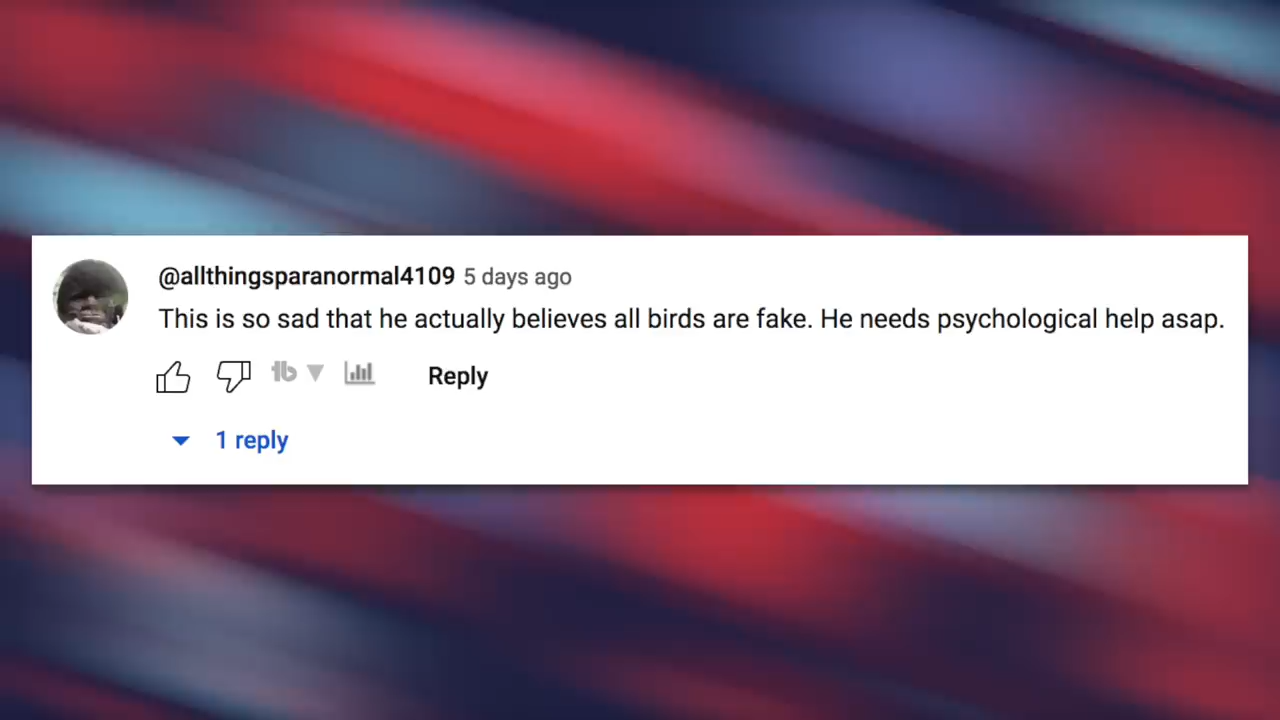 @allthingsparanormal4109 5 days ago
This is so sad that he actually believes all birds are fake. He needs psychological help asap.
tb Reply
1 reply